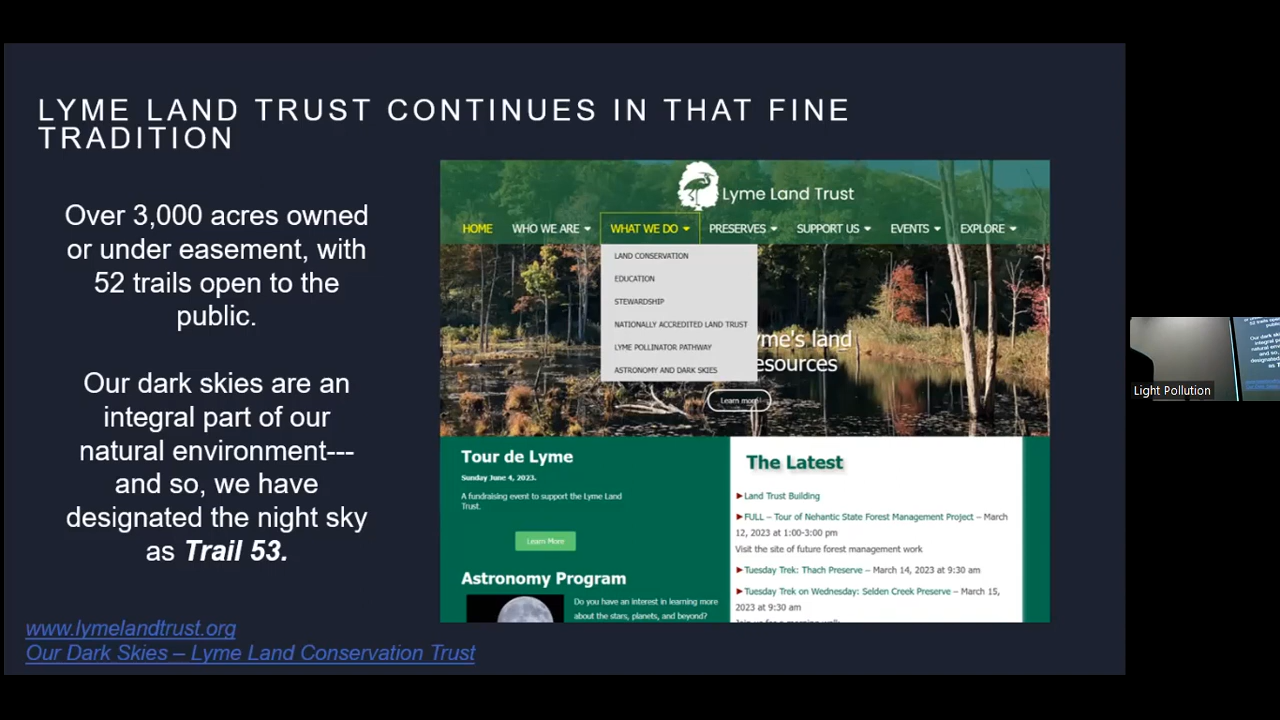 LYME LAND TRUST CONTINUES IN THAT FINE
TRADITION
Over 3,000 acres owned
or under easement, with
52 trails open to the
public.
Our dark skies are an
integral part of our
natural environment---
and so, we have
designated the night sky
as Trail 53.
www.lymelandtrust.org
Our Dark Skies – Lyme Land Conservation Trust
Lyme Land Trust
HOME WHO WE ARE WHAT WE DO PRESERVES SUPPORT US EVENTS EXPLORE
LAND CONSERVATION
EDUCATION
STEWARDSHIP
NATIONALLY ACCREDITED LAND TRUST
LYME POLLINATOR PATHWAY
ASTRONOMY AND DARK SKIES
yme's land
esources
Learn more
Tour de Lyme
Sunday June 4, 2023.
A fundraising event to support the Lyme Land
Trust.
Learn More
Astronomy Program
Do you have an interest in learning more
about the stars, planets, and beyond?
The Latest
Land Trust Building
FULL – Tour of Nehantic State Forest Management Project – March
12, 2023 at 1:00-3:00 pm
Visit the site of future forest management work
Tuesday Trek: Thach Preserve – March 14, 2023 at 9:30 am
Tuesday Trek on Wednesday: Selden Creek Preserve – March 15,
2023 at 9:30 am
Light Pollution